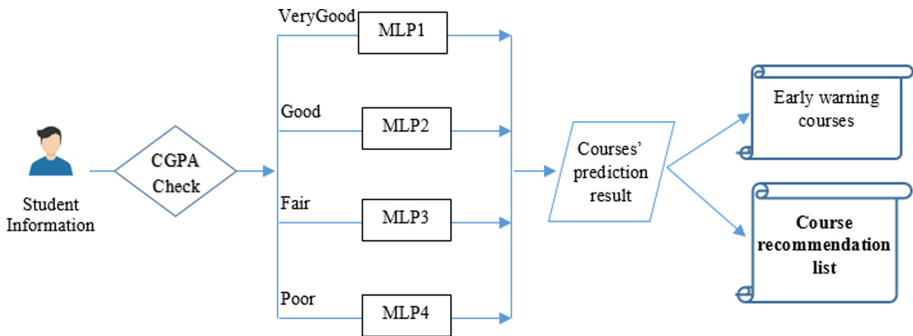 Student
Information
CGPA
Check
VeryGood
MLP1
Good
MLP2
Fair
MLP3
Poor
MLP4
Courses'
prediction
result
Early warning
courses
Course
recommendation
list